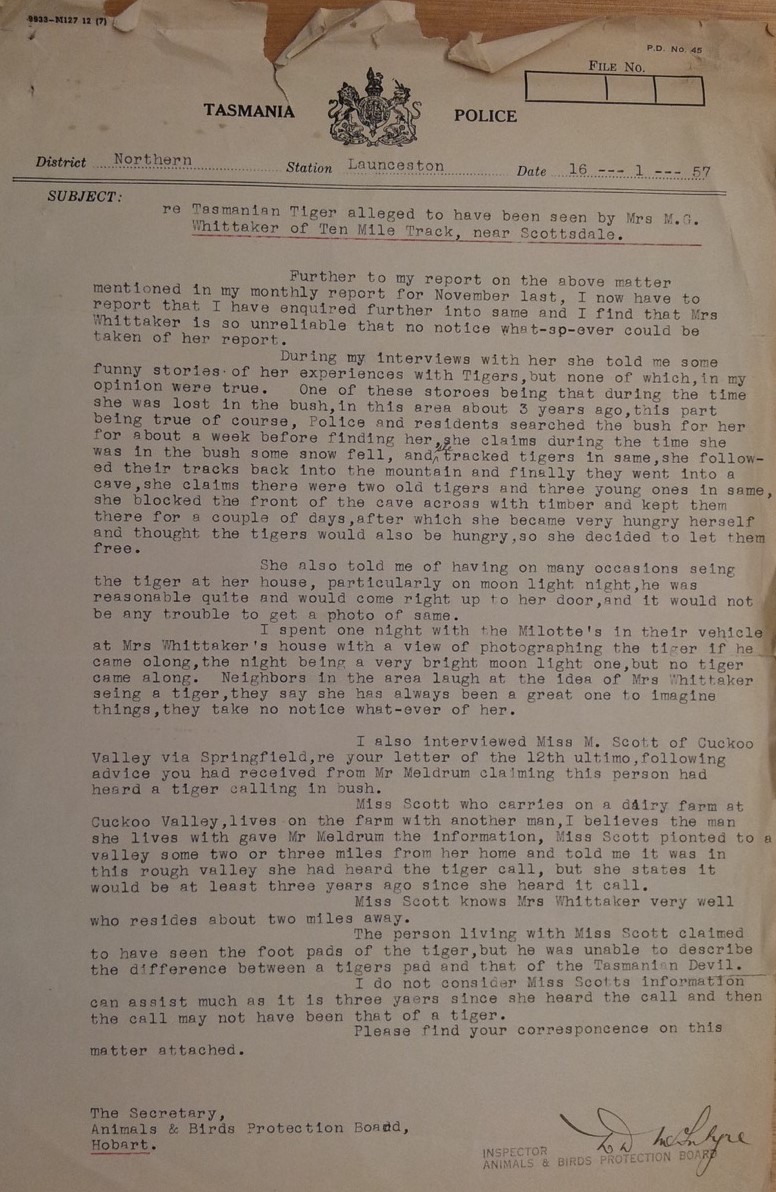 8933–M127 12 (7)
P.D. No. 45
FILE No.
TASMANIA POLICE
District Northern Station Launceston Date 16 --- 1 --- 57
SUBJECT:
re Tasmanian Tiger alleged to have been seen by Mrs M.G.
Whittaker of Ten Mile Track, near Scottsdale.
Further to my report on the above matter
mentioned in my monthly report for November last, I now have to
report that I have enquired further into same and I find that Mrs
Whittaker is so unreliable that no notice what-sp-ever could be
taken of her report.
During my interviews with her she told me some
funny stories of her experiences with Tigers,but none of which,in my
opinion were true. One of these storoes being that during the time
she was lost in the bush,in this area about 3 years ago,this part
being true of course, Police and residents searched the bush for her
for about a week before finding her, she claims during the time she
was in the bush some snow fell, and she tracked tigers in same,she follow-
ed their tracks back into the mountain and finally they went into a
cave,she claims there were two old tigers and three young ones in same,
she blocked the front of the cave across with timber and kept them
there for a couple of days,after which she became very hungry herself
and thought the tigers would also be hungry,so she decided to let them
free.
She also told me of having on many occasions seing
the tiger at her house, particularly on moon light night,he was
reasonable quite and would come right up to her door,and it would not
be any trouble to get a photo of same.
I spent one night with the Milotte's in their vehicle
at Mrs Whittaker's house with a view of photographing the tiger if he
came olong,the night being a very bright moon light one,but no tiger
came along. Neighbors in the area laugh at the idea of Mrs Whittaker
seing a tiger,they say she has always been a great one to imagine
things,they take no notice what-ever of her.
I also interviewed Miss M. Scott of Cuckoo
Valley via Springfield,re your letter of the 12th ultimo,following
advice you had received from Mr Meldrum claiming this person had
heard a tiger calling in bush.
Miss Scott who carries on a dairy farm at
Cuckoo Valley,lives on the farm with another man,I believes the man
she lives with gave Mr Meldrum the information, Miss Scott pionted to a
valley some two or three miles from her home and told me it was in
this rough valley she had heard the tiger call, but she states it
would be at least three years ago since she heard it call.
Miss Scott knows Mrs Whittaker very well
who resides about two miles away.
The person living with Miss Scott claimed
to have seen the foot pads of the tiger,but he was unable to describe
the difference between a tigers pad and that of the Tasmanian Devil.
I do not consider Miss Scotts information
can assist much as it is three yaers since she heard the call and then
the call may not have been that of a tiger.
Please find your corresponcence on this
matter attached.
The Secretary,
Animals & Birds Protection Board,
Hobart.
McIntyre
INSPECTOR
ANIMALS & BIRDS PROTECTION BOARD